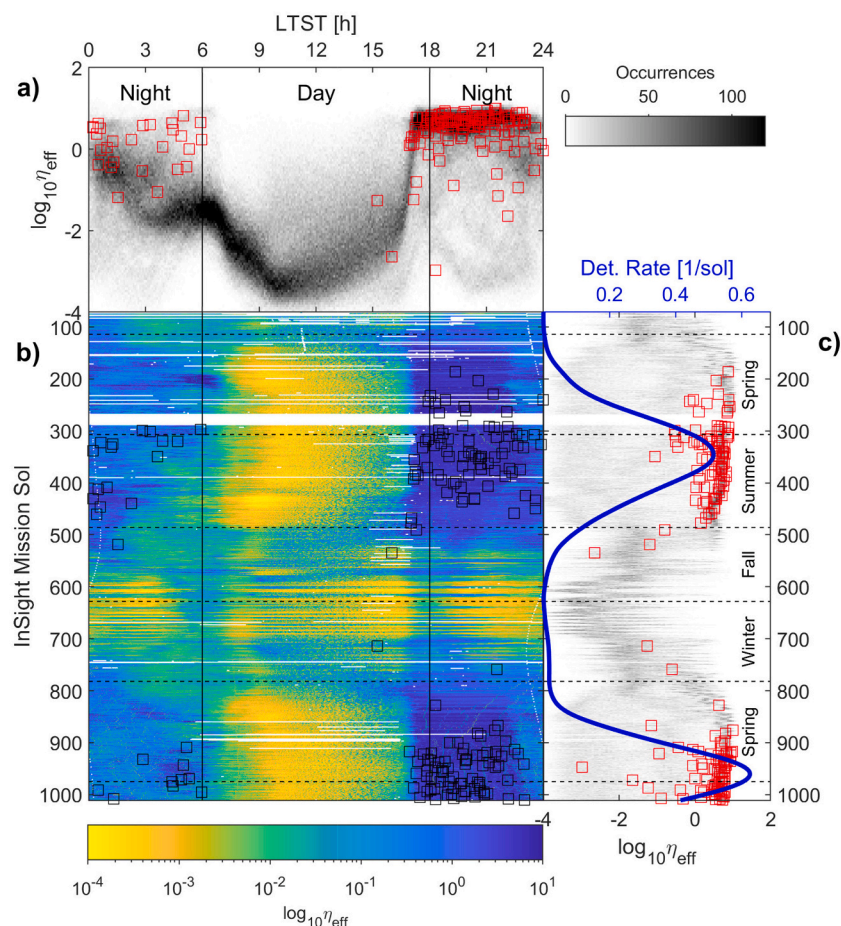 LTST [h]
0 3 6 9 12 15 18 21 24
a)
2
0
-2
-4
log₁₀η_eff
Night Day Night
Occurrences
0 50 100
Det. Rate [1/sol]
0.2 0.4 0.6
b)
InSight Mission Sol
100
200
300
400
500
600
700
800
900
1000
c)
Spring
Summer
Fall
Winter
Spring
100
200
300
400
500
600
700
800
900
1000
-4 -2 0 2
log₁₀η_eff
10⁻⁴ 10⁻³ 10⁻² 10⁻¹ 10⁰ 10¹
log₁₀η_eff